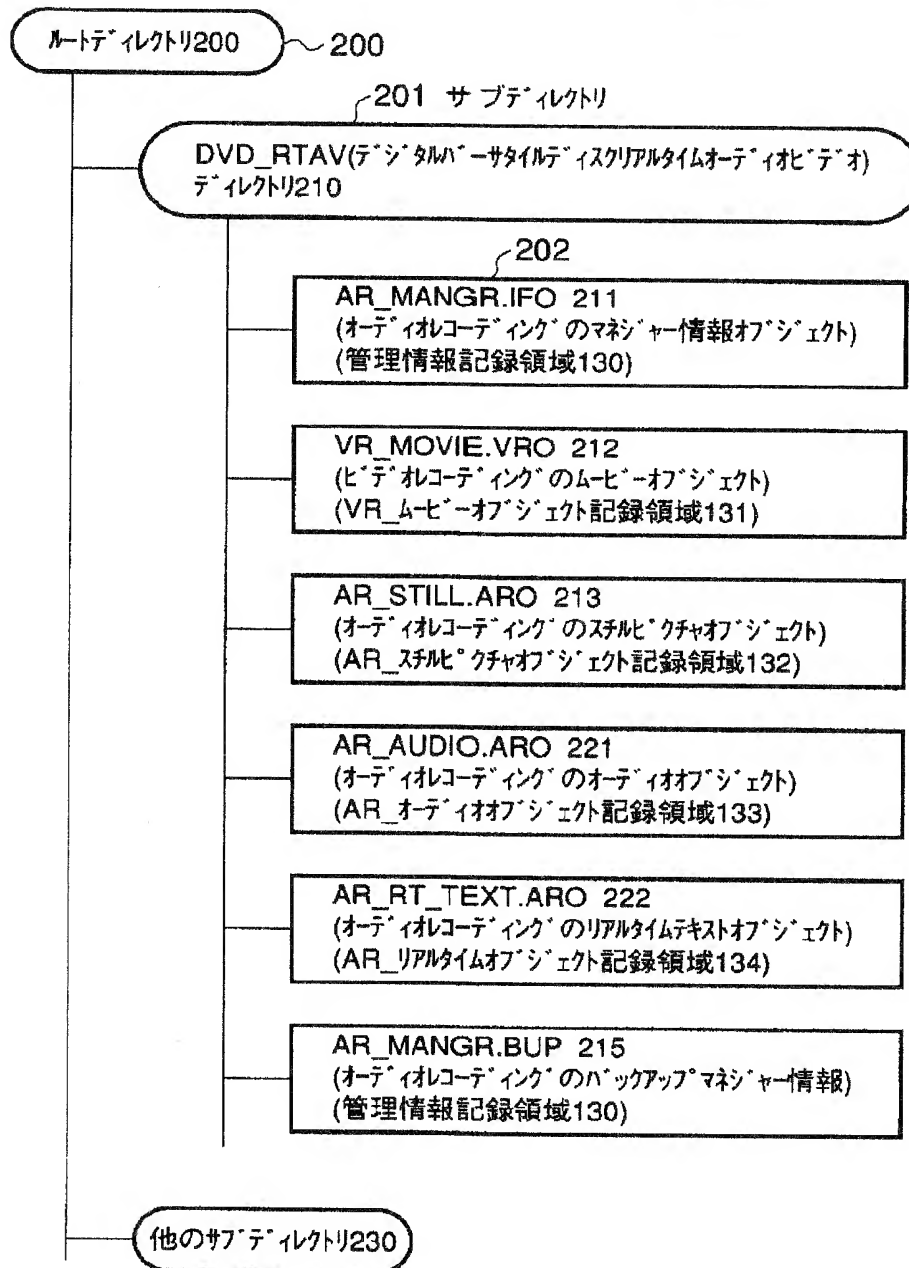 ルートディレクトリ200
200
201 サブディレクトリ
DVD_RTAV(デジタルバーサタイルディスクリアルタイムオーディオビデオ)
ディレクトリ210
202
AR_MANGR.IFO 211
(オーディオレコーディングのマネジャー情報オブジェクト)
(管理情報記録領域130)
VR_MOVIE.VRO 212
(ビデオレコーディングのムービーオブジェクト)
(VR_ムービーオブジェクト記録領域131)
AR_STILL.ARO 213
(オーディオレコーディングのスチルピクチャオブジェクト)
(AR_スチルピクチャオブジェクト記録領域132)
AR_AUDIO.ARO 221
(オーディオレコーディングのオーディオオブジェクト)
(AR_オーディオオブジェクト記録領域133)
AR_RT_TEXT.ARO 222
(オーディオレコーディングのリアルタイムテキストオブジェクト)
(AR_リアルタイムオブジェクト記録領域134)
AR_MANGR.BUP 215
(オーディオレコーディングのバックアップマネジャー情報)
(管理情報記録領域130)
他のサブディレクトリ230